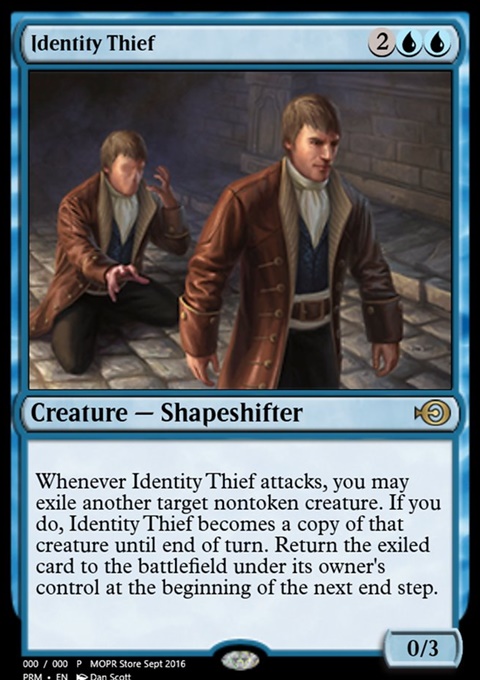 Identity Thief
2
Creature — Shapeshifter
Whenever Identity Thief attacks, you may
exile another target nontoken creature. If you
do, Identity Thief becomes a copy of that
creature until end of turn. Return the exiled
card to the battlefield under its owner's
control at the beginning of the next end step.
0/3
000 / 000 P MOPR Store Sept 2016
PRM • EN Dan Scott